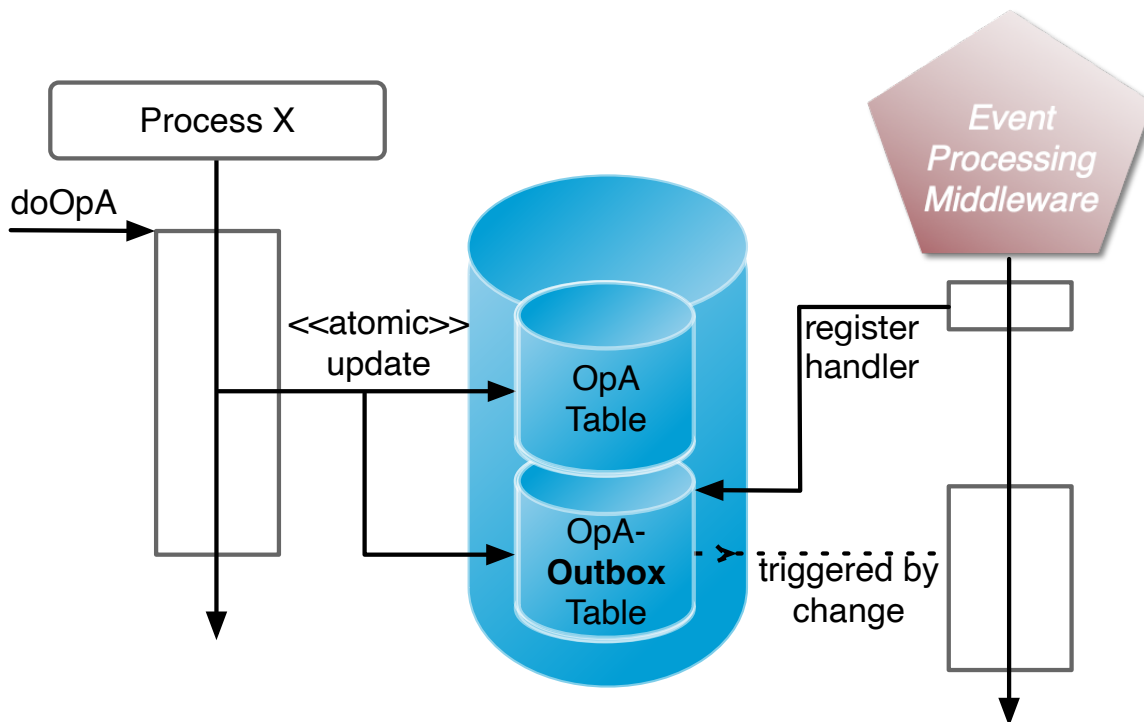 Process X
doOpA
<<atomic>>
update
OpA
Table
OpA-
Outbox
Table
Event
Processing
Middleware
register
handler
triggered by
change